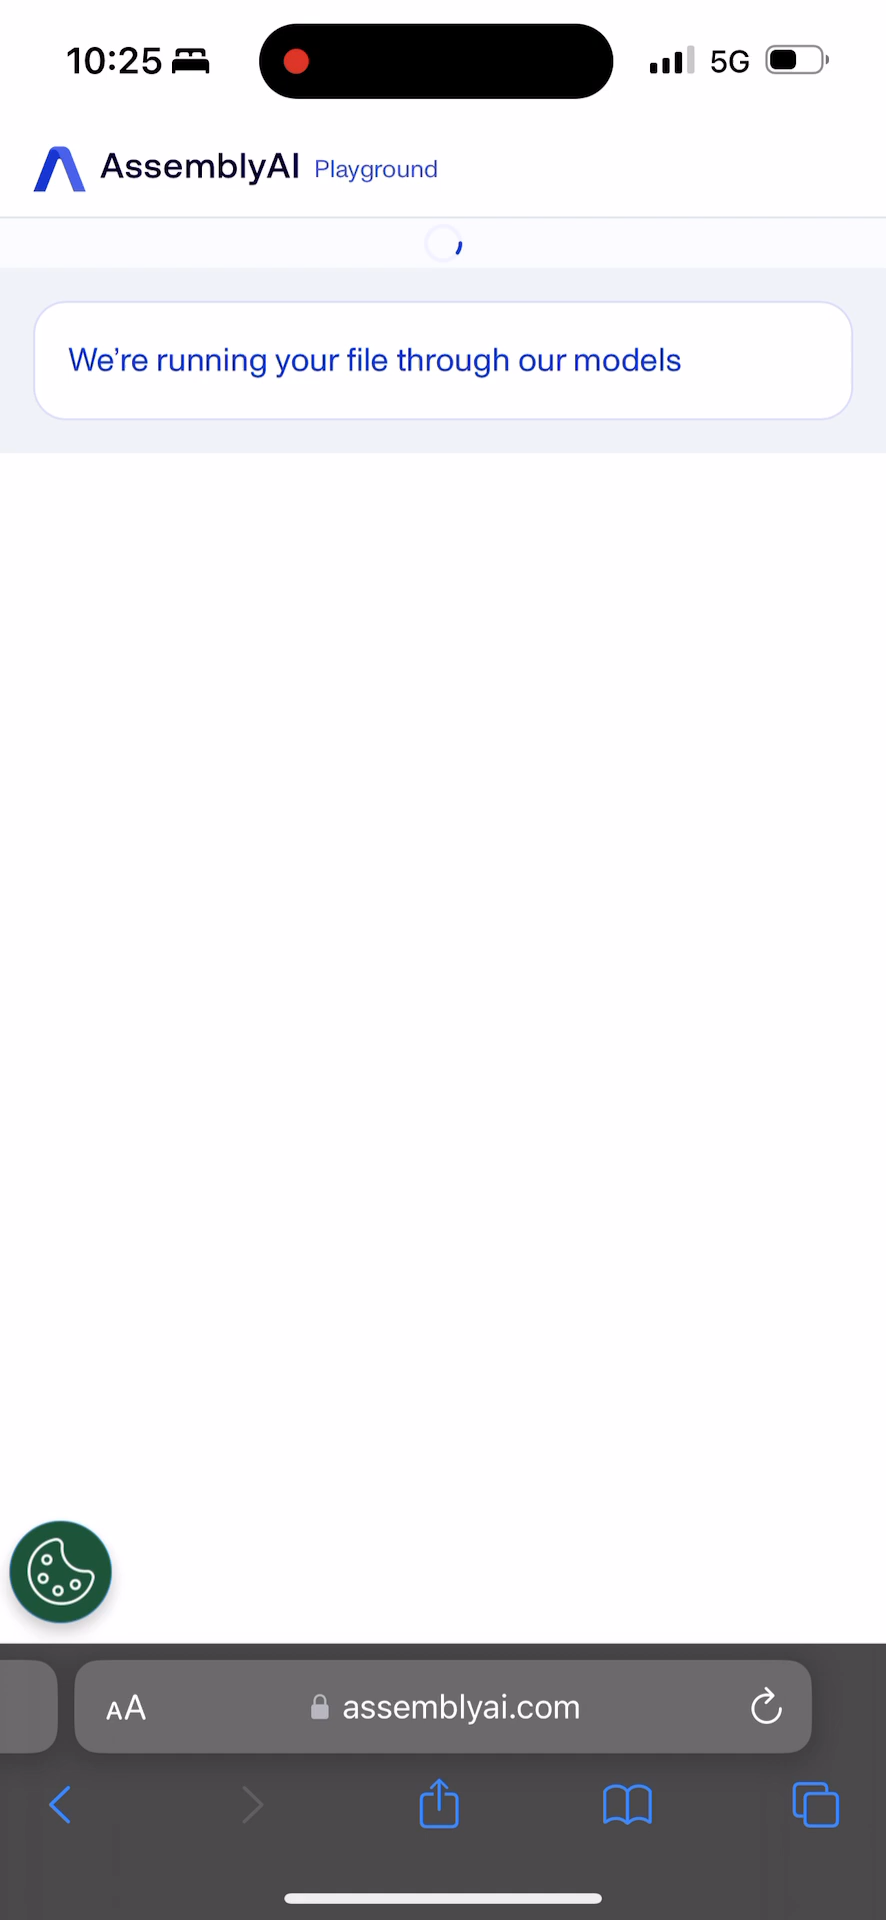 10:25
5G
AssemblyAI Playground
We’re running your file through our models
AA
assemblyai.com